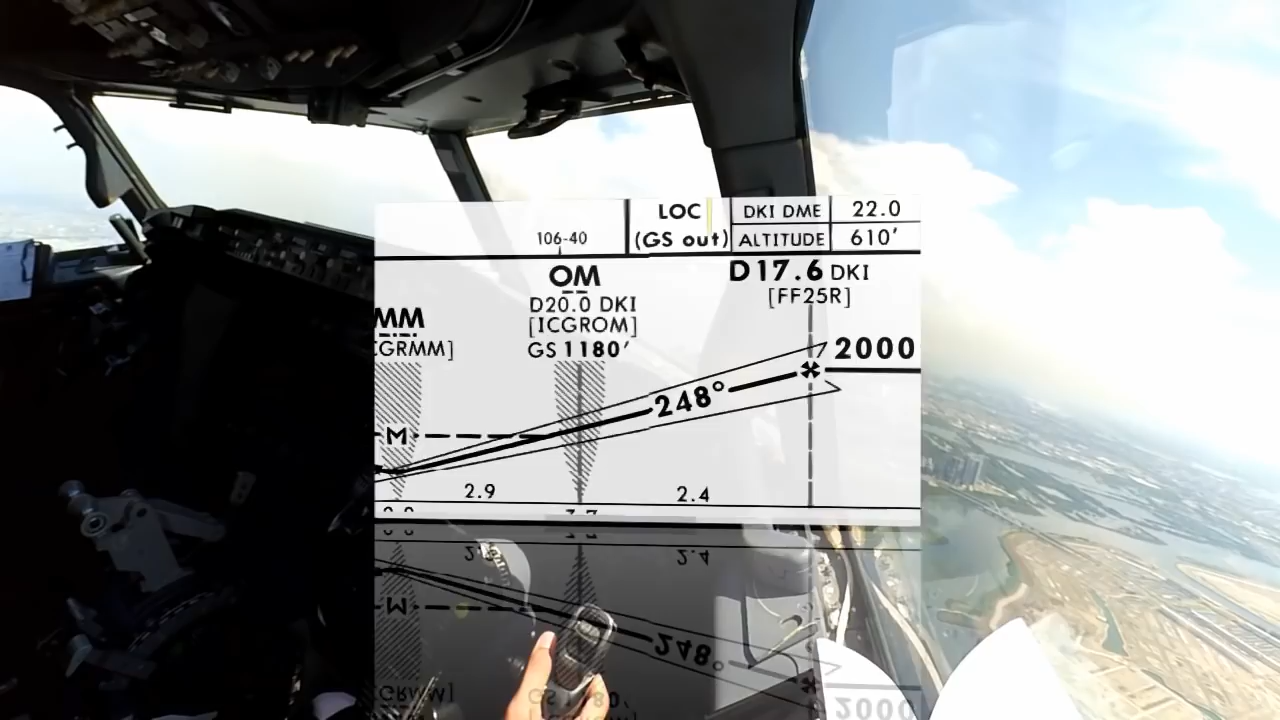 LOC
(GS out)
DKI DME 22.0
ALTITUDE 610'
106-40
OM
D20.0 DKI
[ICGROM]
GS 1180'
D17.6 DKI
[FF25R]
MM
GRMM]
2000
248°
M
2.9
2.4